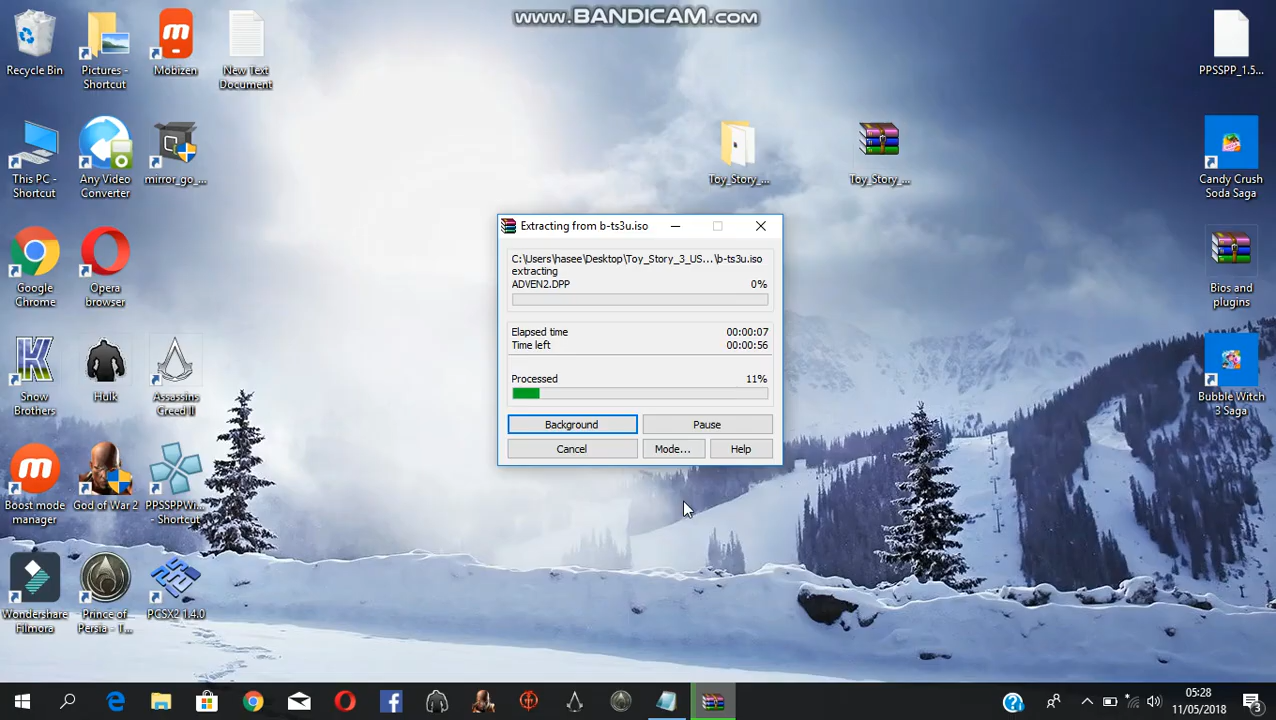 www.BANDICAM.com
Recycle Bin
Pictures -
Shortcut
Mobizen
New Text
Document
PPSSPP_1.5...
This PC -
Shortcut
Any Video
Converter
mirror_go_...
Toy_Story_...
Toy_Story_...
Candy Crush
Soda Saga
Google
Chrome
Opera
browser
Bios and
plugins
Snow
Brothers
Hulk
Assassins
Creed II
Bubble Witch
3 Saga
Boost mode
manager
God of War 2
PPSSPPWi...
- Shortcut
Wondershare
Filmora
Prince of
Persia - T...
PCSX2 1.4.0
Extracting from b-ts3u.iso
C:\Users\hasee\Desktop\Toy_Story_3_US...\b-ts3u.iso
extracting
ADVEN2.DPP 0%
Elapsed time 00:00:07
Time left 00:00:56
Processed 11%
Background Pause
Cancel Mode... Help
05:28
11/05/2018
3